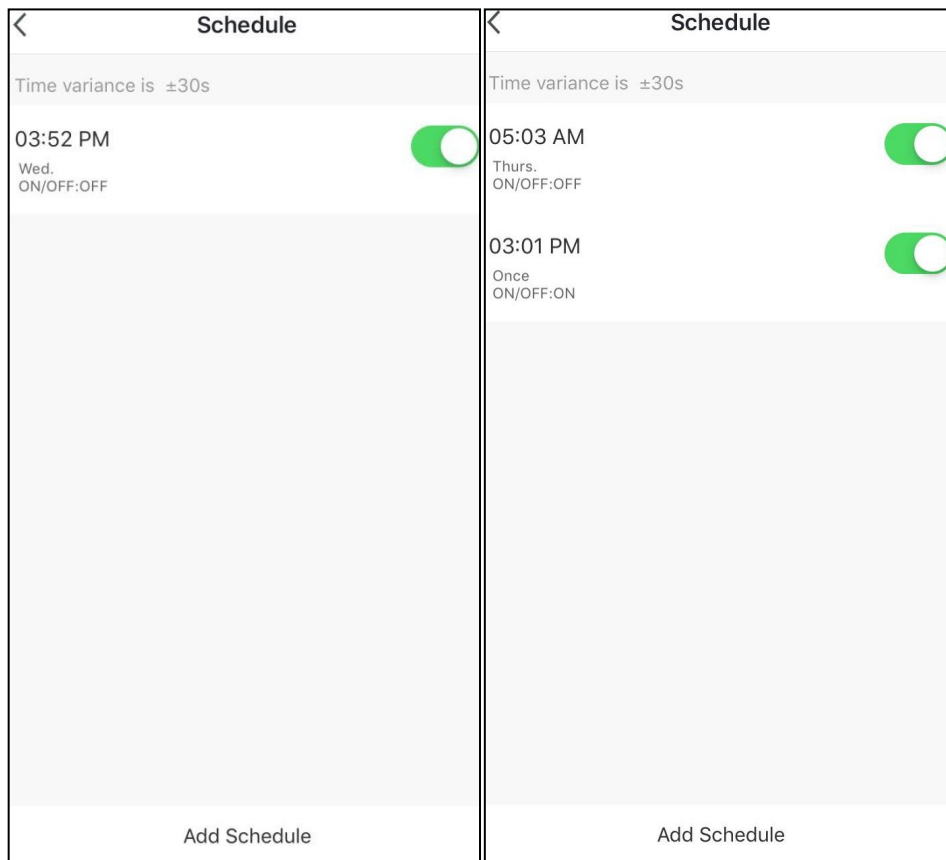 Schedule
Time variance is ±30s
03:52 PM
Wed.
ON/OFF:OFF
Add Schedule
Schedule
Time variance is ±30s
05:03 AM
Thurs.
ON/OFF:OFF
03:01 PM
Once
ON/OFF:ON
Add Schedule